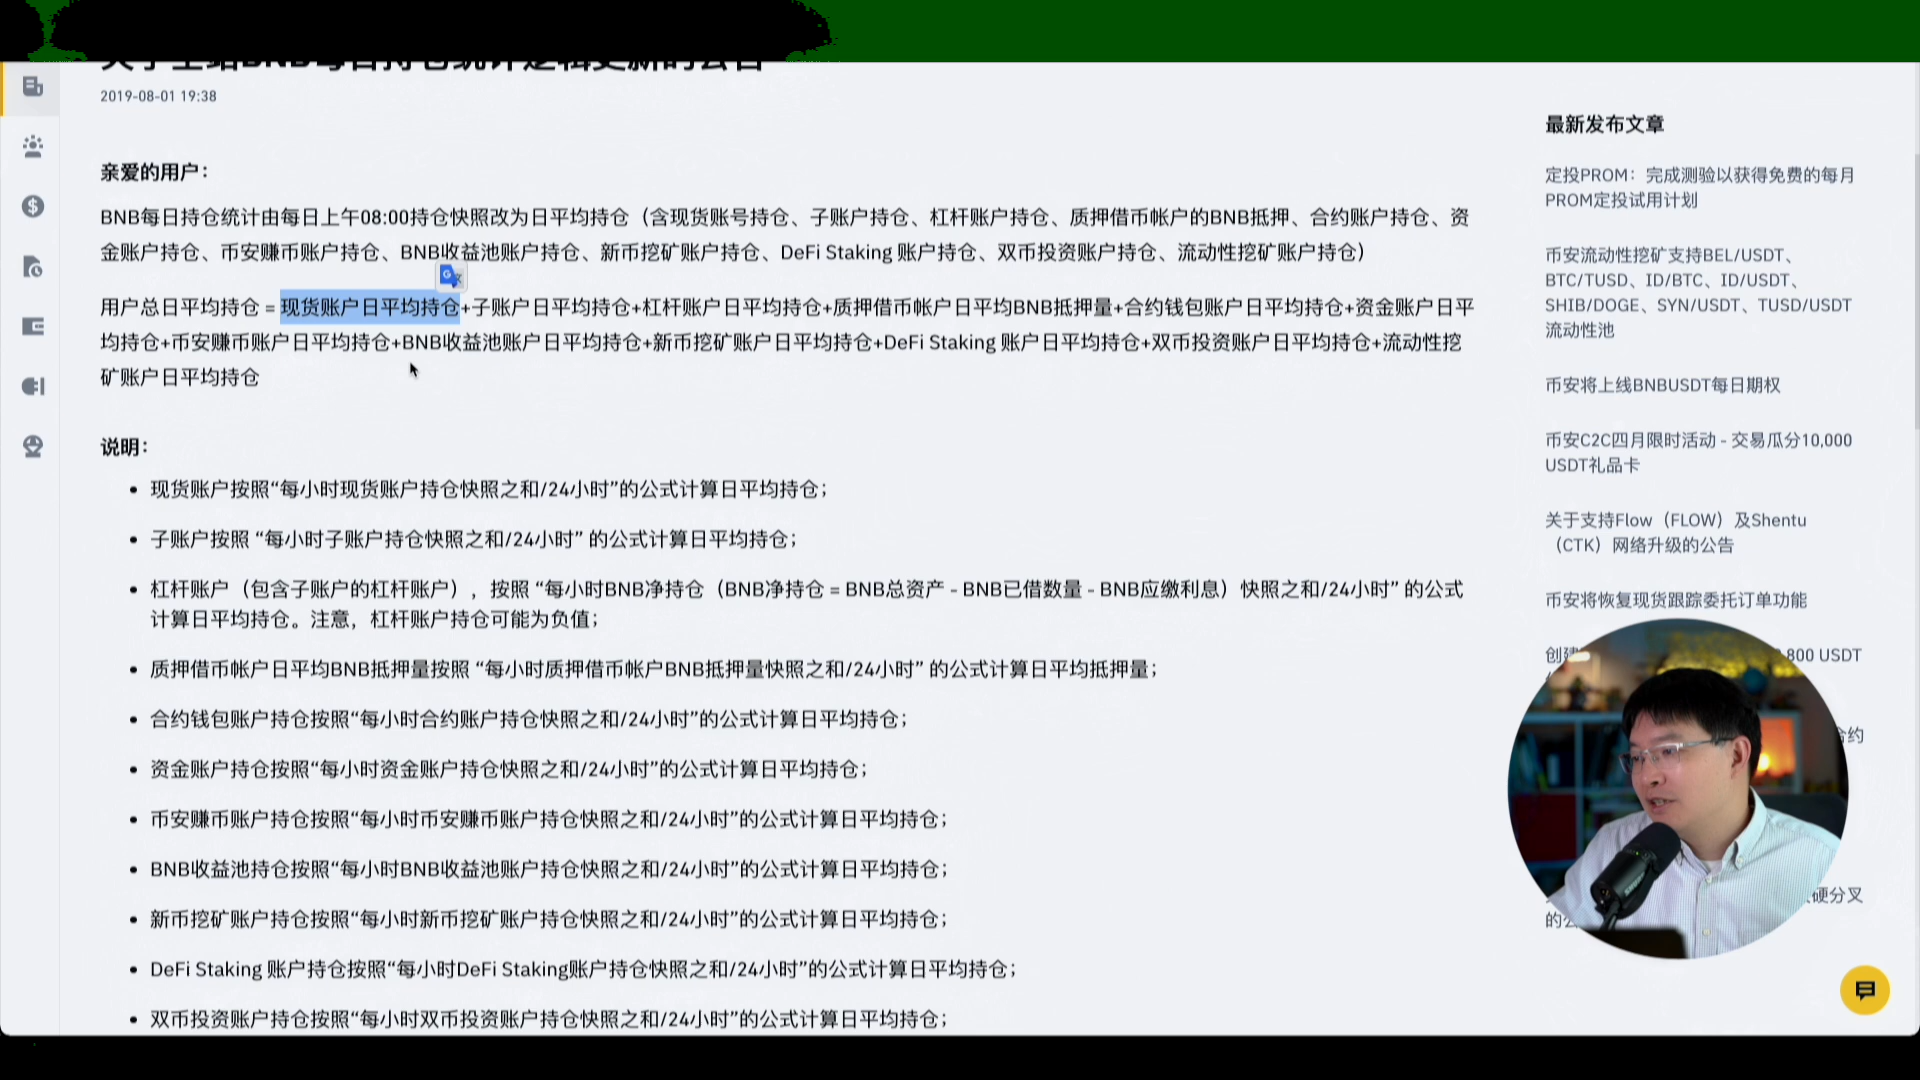 关于全站BNB每日持仓统计逻辑更新的公告
2019-08-01 19:38
亲爱的用户：
BNB每日持仓统计由每日上午08:00持仓快照改为日平均持仓（含现货账号持仓、子账户持仓、杠杆账户持仓、质押借币帐户的BNB抵押、合约账户持仓、资
金账户持仓、币安赚币账户持仓、BNB收益池账户持仓、新币挖矿账户持仓、DeFi Staking 账户持仓、双币投资账户持仓、流动性挖矿账户持仓）
用户总日平均持仓 = 现货账户日平均持仓+子账户日平均持仓+杠杆账户日平均持仓+质押借币帐户日平均BNB抵押量+合约钱包账户日平均持仓+资金账户日平
均持仓+币安赚币账户日平均持仓+BNB收益池账户日平均持仓+新币挖矿账户日平均持仓+DeFi Staking 账户日平均持仓+双币投资账户日平均持仓+流动性挖
矿账户日平均持仓
说明：
现货账户按照“每小时现货账户持仓快照之和/24小时”的公式计算日平均持仓；
子账户按照 “每小时子账户持仓快照之和/24小时” 的公式计算日平均持仓；
杠杆账户（包含子账户的杠杆账户），按照 “每小时BNB净持仓（BNB净持仓 = BNB总资产 - BNB已借数量 - BNB应缴利息）快照之和/24小时” 的公式
计算日平均持仓。注意，杠杆账户持仓可能为负值；
质押借币帐户日平均BNB抵押量按照 “每小时质押借币帐户BNB抵押量快照之和/24小时” 的公式计算日平均抵押量；
合约钱包账户持仓按照“每小时合约账户持仓快照之和/24小时”的公式计算日平均持仓；
资金账户持仓按照“每小时资金账户持仓快照之和/24小时”的公式计算日平均持仓；
币安赚币账户持仓按照“每小时币安赚币账户持仓快照之和/24小时”的公式计算日平均持仓；
BNB收益池持仓按照“每小时BNB收益池账户持仓快照之和/24小时”的公式计算日平均持仓；
新币挖矿账户持仓按照“每小时新币挖矿账户持仓快照之和/24小时”的公式计算日平均持仓；
DeFi Staking 账户持仓按照“每小时DeFi Staking账户持仓快照之和/24小时”的公式计算日平均持仓；
双币投资账户持仓按照“每小时双币投资账户持仓快照之和/24小时”的公式计算日平均持仓；
最新发布文章
定投PROM：完成测验以获得免费的每月
PROM定投试用计划
币安流动性挖矿支持BEL/USDT、
BTC/TUSD、ID/BTC、ID/USDT、
SHIB/DOGE、SYN/USDT、TUSD/USDT
流动性池
币安将上线BNBUSDT每日期权
币安C2C四月限时活动 - 交易瓜分10,000
USDT礼品卡
关于支持Flow（FLOW）及Shentu
（CTK）网络升级的公告
币安将恢复现货跟踪委托订单功能
创建 800 USDT
合约
硬分叉
的公